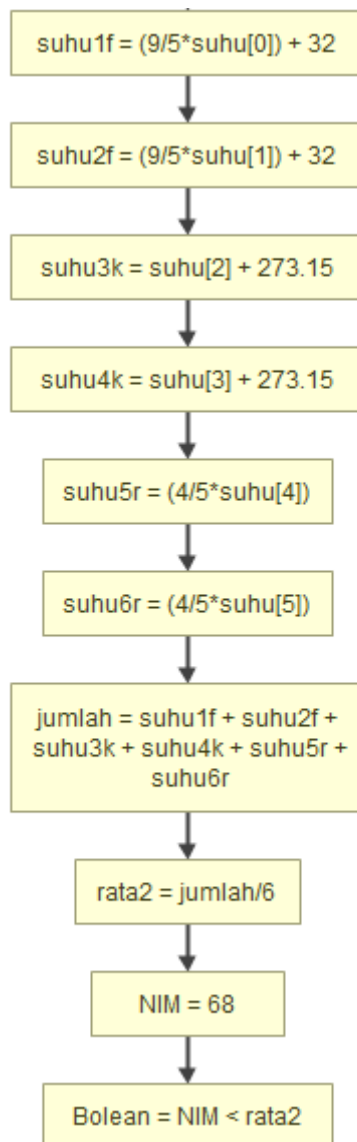 suhu1f = (9/5*suhu[0]) + 32
suhu2f = (9/5*suhu[1]) + 32
suhu3k = suhu[2] + 273.15
suhu4k = suhu[3] + 273.15
suhu5r = (4/5*suhu[4])
suhu6r = (4/5*suhu[5])
jumlah = suhu1f + suhu2f +
suhu3k + suhu4k + suhu5r +
suhu6r
rata2 = jumlah/6
NIM = 68
Bolean = NIM < rata2